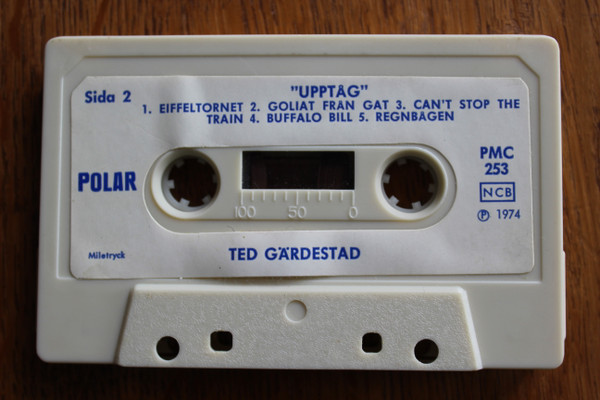 Sida 2
"UPPTÅG"
1. EIFFELTORNET 2. GOLIAT FRÅN GAT 3. CAN'T STOP THE
TRAIN 4. BUFFALO BILL 5. REGNBÅGEN
POLAR
PMC
253
NCB
Ⓟ 1974
100 50 0
Miletryck
TED GÄRDESTAD